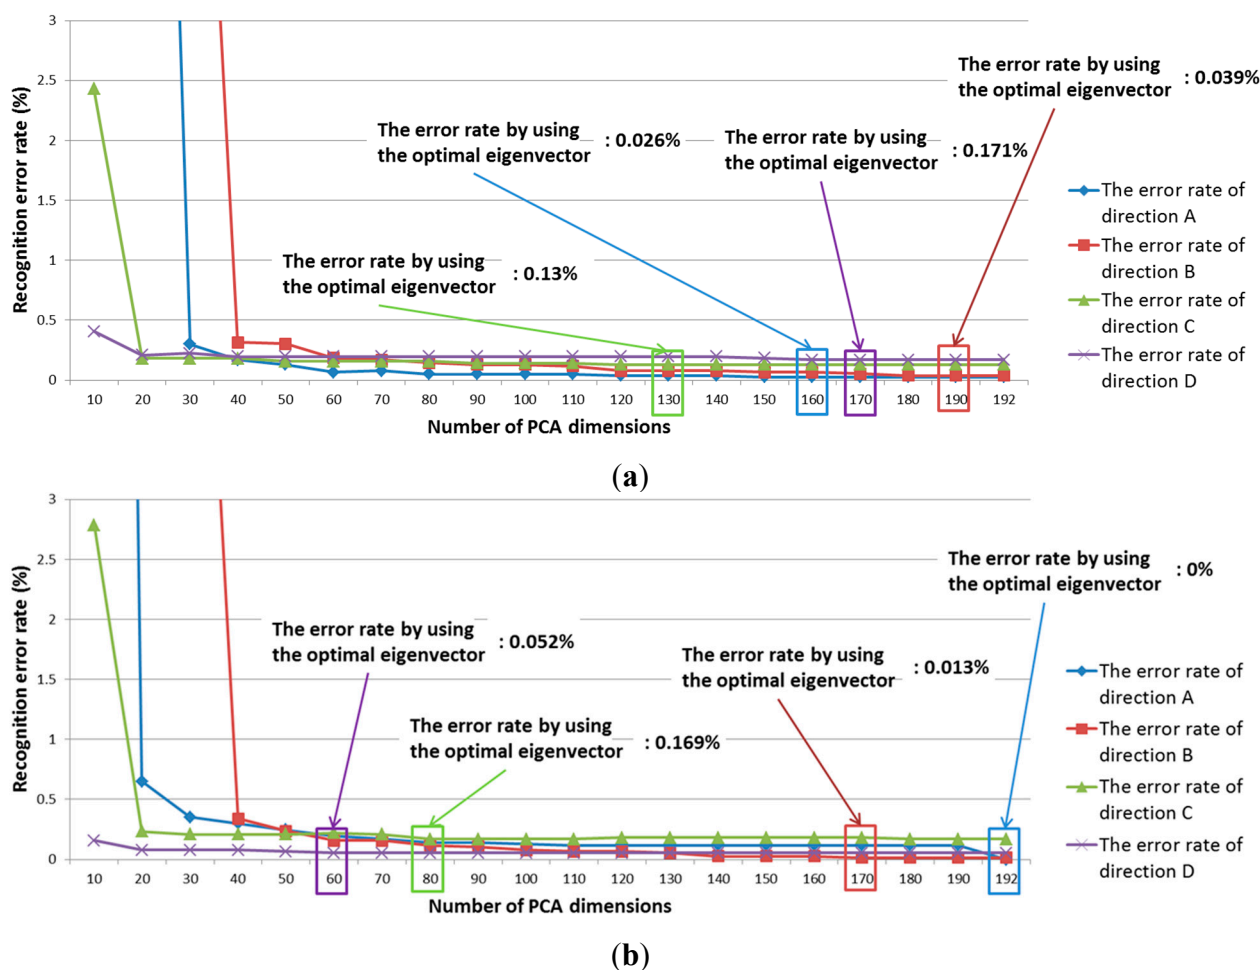 3
2.5
2
1.5
1
0.5
0
Recognition error rate (%)
The error rate by using
the optimal eigenvector
: 0.039%
The error rate by using
the optimal eigenvector
: 0.026%
The error rate by using
the optimal eigenvector
: 0.171%
The error rate by using
the optimal eigenvector
: 0.13%
The error rate of
direction A
The error rate of
direction B
The error rate of
direction C
The error rate of
direction D
10 20 30 40 50 60 70 80 90 100 110 120 130 140 150 160 170 180 190 192
Number of PCA dimensions
(a)
3
2.5
2
1.5
1
0.5
0
Recognition error rate (%)
The error rate by using
the optimal eigenvector
: 0%
The error rate by using
the optimal eigenvector
: 0.052%
The error rate by using
the optimal eigenvector
: 0.013%
The error rate by using
the optimal eigenvector
: 0.169%
The error rate of
direction A
The error rate of
direction B
The error rate of
direction C
The error rate of
direction D
10 20 30 40 50 60 70 80 90 100 110 120 130 140 150 160 170 180 190 192
Number of PCA dimensions
(b)